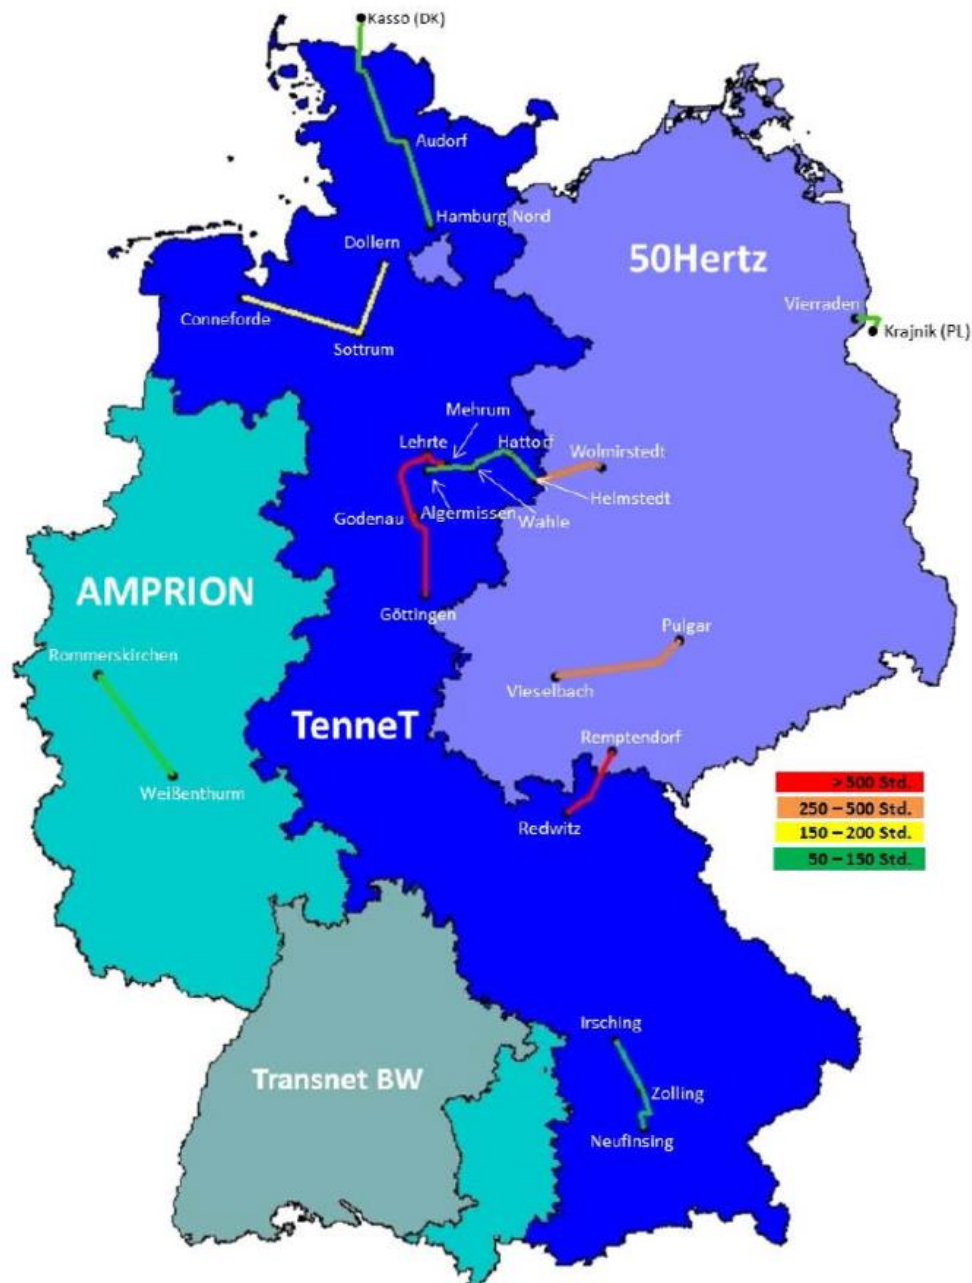 Kassö (DK)
Audorf
Hamburg Nord
Dollern
50Hertz
Vierraden
Conneforde
Krajnik (PL)
Sottrum
Mehrum
Lehrte
Hattorf
Wolmirstedt
Helmstedt
Godenau
Algermissen
Wahle
AMPRION
Göttingen
Pulgar
Rommerskirchen
Vieselbach
TenneT
Remptendorf
Weißenthurm
> 500 Std.
250 – 500 Std.
150 – 200 Std.
50 – 150 Std.
Redwitz
Irsching
Transnet BW
Zolling
Neufinsing